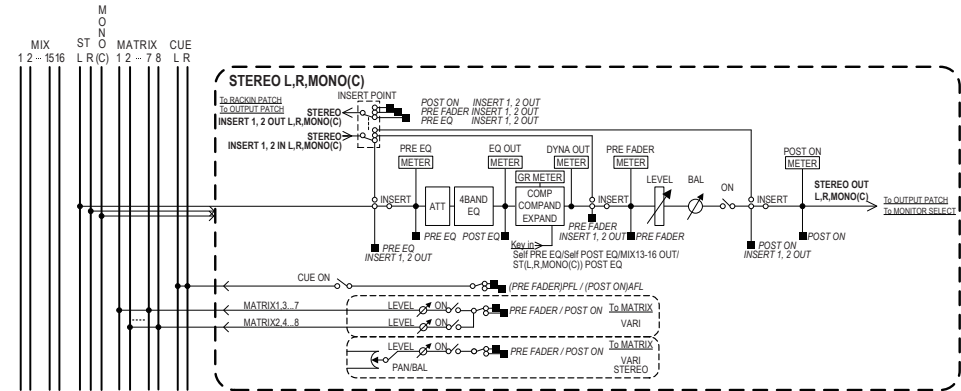 M
O
N
O
MIX ST MATRIX CUE
1 2 ··· 15 16 L R (C) 1 2 ··· 7 8 L R
STEREO L,R,MONO(C)
To RACKIN PATCH
To OUTPUT PATCH
INSERT POINT
STEREO
INSERT 1, 2 OUT L,R,MONO(C)
STEREO
INSERT 1, 2 IN L,R,MONO(C)
POST ON INSERT 1, 2 OUT
PRE FADER INSERT 1, 2 OUT
PRE EQ INSERT 1, 2 OUT
PRE EQ
METER
EQ OUT
METER
DYNA OUT
METER
GR METER
PRE FADER
METER
POST ON
METER
INSERT
ATT
4BAND
EQ
COMP
COMPAND
EXPAND
INSERT
LEVEL
BAL
ON
INSERT
STEREO OUT
L,R,MONO(C)
To OUTPUT PATCH
To MONITOR SELECT
PRE EQ
INSERT 1, 2 OUT
PRE EQ
POST EQ
PRE FADER
INSERT 1, 2 OUT
PRE FADER
POST ON
INSERT 1, 2 OUT
POST ON
Key in
Self PRE EQ/Self POST EQ/MIX13-16 OUT/
ST(L,R,MONO(C)) POST EQ
CUE ON
(PRE FADER)PFL / (POST ON)AFL
MATRIX1,3...7
LEVEL ON
PRE FADER / POST ON
To MATRIX
VARI
MATRIX2,4...8
LEVEL ON
LEVEL ON
PAN/BAL
PRE FADER / POST ON
To MATRIX
VARI
STEREO